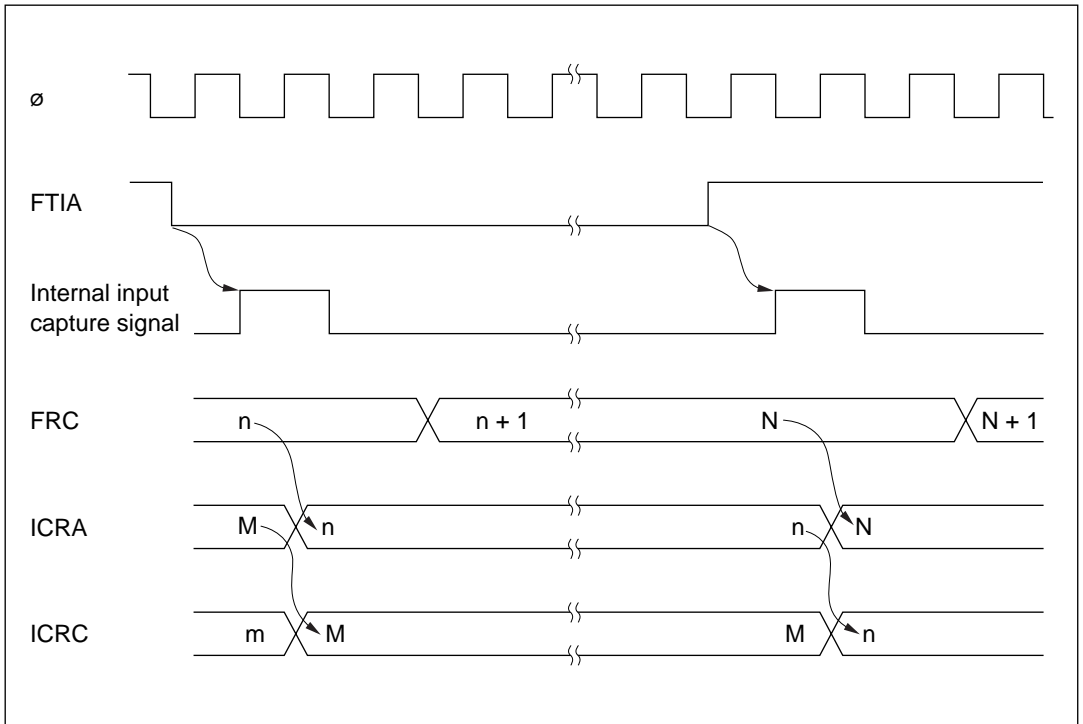 ø
FTIA
Internal input
capture signal
FRC n n + 1 N N + 1
ICRA M n n N
ICRC m M M n